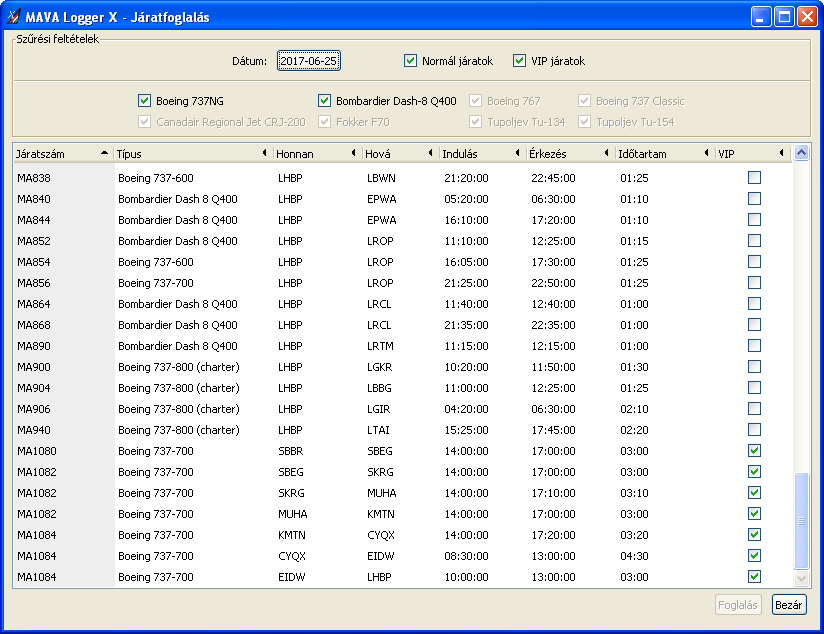 MAVA Logger X - Járatfoglalás
Szűrési feltételek
Dátum: 2017-06-25 Normál járatok VIP járatok
Boeing 737NG Bombardier Dash-8 Q400 Boeing 767 Boeing 737 Classic
Canadair Regional Jet CRJ-200 Fokker F70 Tupoljev Tu-134 Tupoljev Tu-154
Járatszám Típus Honnan Hová Indulás Érkezés Időtartam VIP
MA838 Boeing 737-600 LHBP LBWN 21:20:00 22:45:00 01:25
MA840 Bombardier Dash 8 Q400 LHBP EPWA 05:20:00 06:30:00 01:10
MA844 Bombardier Dash 8 Q400 LHBP EPWA 16:10:00 17:20:00 01:10
MA852 Bombardier Dash 8 Q400 LHBP LROP 11:10:00 12:25:00 01:15
MA854 Boeing 737-600 LHBP LROP 16:05:00 17:30:00 01:25
MA856 Boeing 737-700 LHBP LROP 21:25:00 22:50:00 01:25
MA864 Bombardier Dash 8 Q400 LHBP LRCL 11:40:00 12:40:00 01:00
MA868 Bombardier Dash 8 Q400 LHBP LRCL 21:35:00 22:35:00 01:00
MA890 Bombardier Dash 8 Q400 LHBP LRTM 11:15:00 12:15:00 01:00
MA900 Boeing 737-800 (charter) LHBP LGKR 10:20:00 11:50:00 01:30
MA904 Boeing 737-800 (charter) LHBP LBBG 11:00:00 12:25:00 01:25
MA906 Boeing 737-800 (charter) LHBP LGIR 04:20:00 06:30:00 02:10
MA940 Boeing 737-800 (charter) LHBP LTAI 15:25:00 17:45:00 02:20
MA1080 Boeing 737-700 SBBR SBEG 14:00:00 17:00:00 03:00
MA1082 Boeing 737-700 SBEG SKRG 14:00:00 17:00:00 03:00
MA1082 Boeing 737-700 SKRG MUHA 14:00:00 17:10:00 03:10
MA1082 Boeing 737-700 MUHA KMTN 14:00:00 17:00:00 03:00
MA1084 Boeing 737-700 KMTN CYQX 14:00:00 17:20:00 03:20
MA1084 Boeing 737-700 CYQX EIDW 08:30:00 13:00:00 04:30
MA1084 Boeing 737-700 EIDW LHBP 10:00:00 13:00:00 03:00
Foglalás Bezár